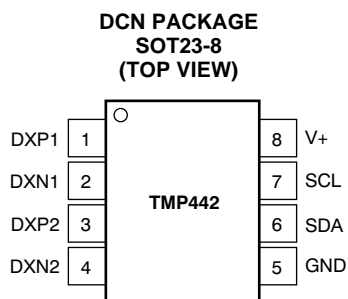 DCN PACKAGE
SOT23-8
(TOP VIEW)
DXP1 1 8 V+
DXN1 2 7 SCL
TMP442
DXP2 3 6 SDA
DXN2 4 5 GND